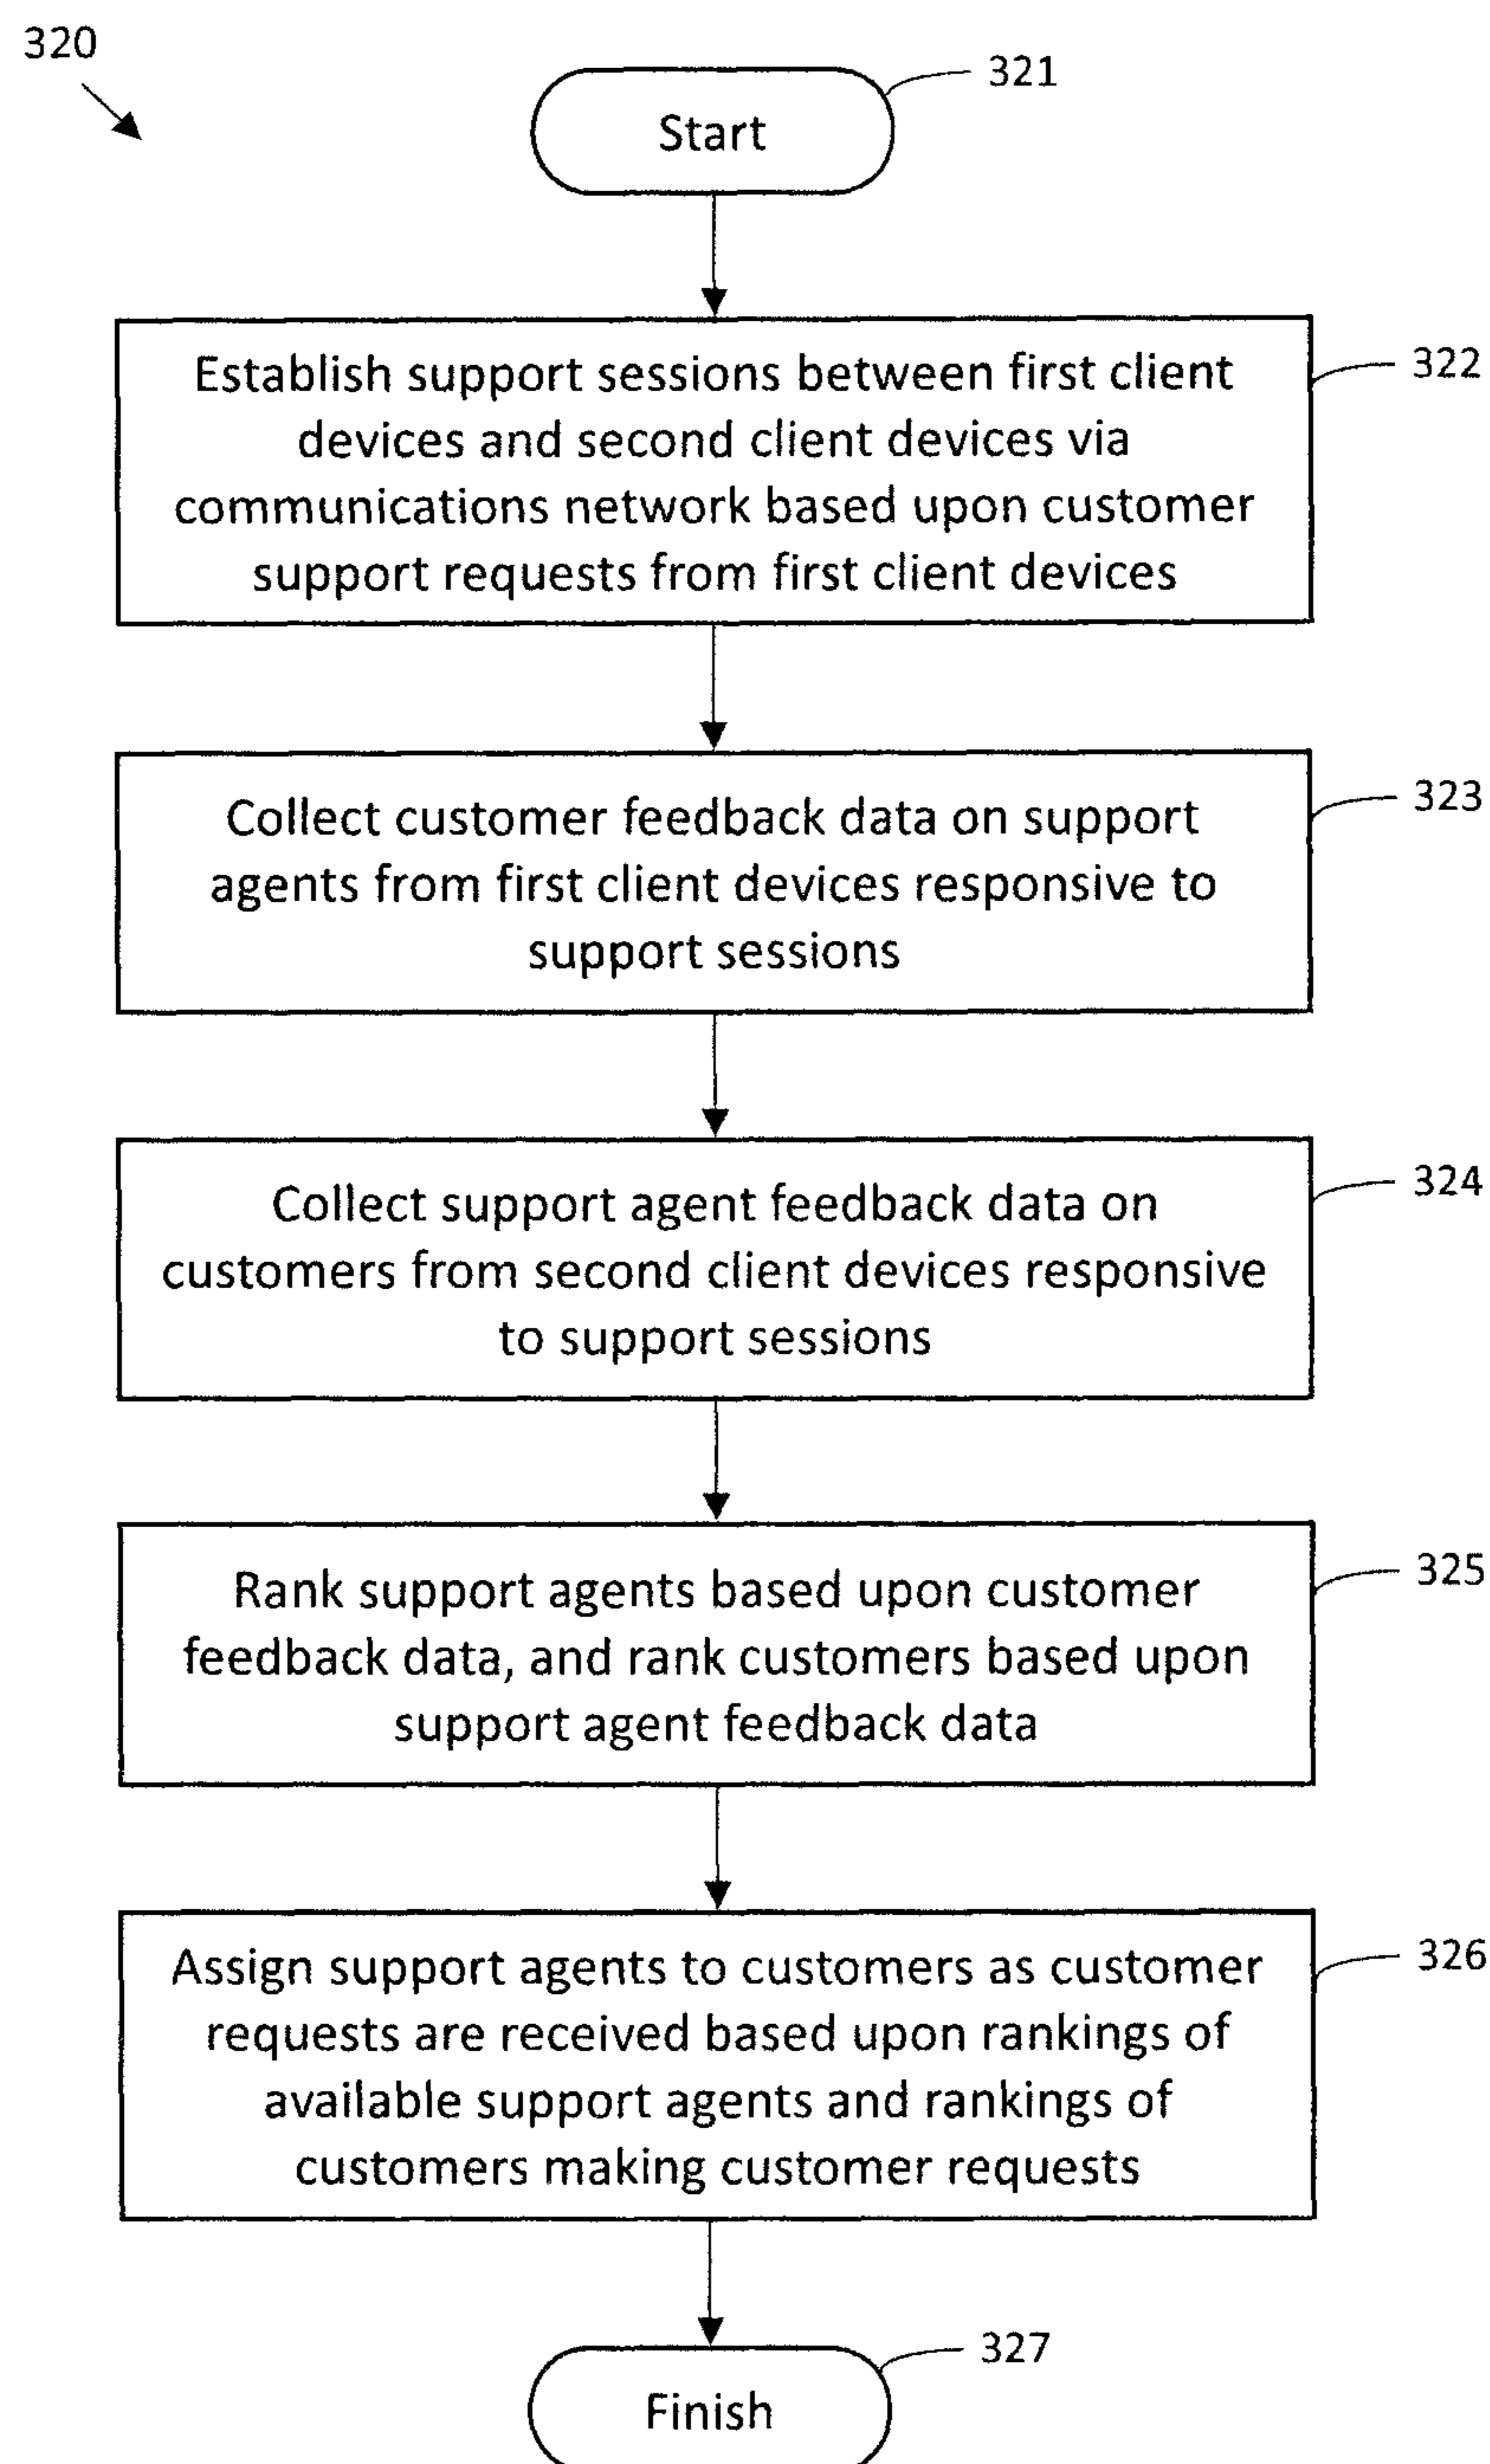 320
321
Start
Establish support sessions between first client
322
devices and second client devices via
communications network based upon customer
support requests from first client devices
323
Collect customer feedback data on support
agents from first client devices responsive to
support sessions
324
Collect support agent feedback data on
customers from second client devices responsive
to support sessions
325
Rank support agents based upon customer
feedback data, and rank customers based upon
support agent feedback data
326
Assign support agents to customers as customer
requests are received based upon rankings of
available support agents and rankings of
customers making customer requests
327
Finish